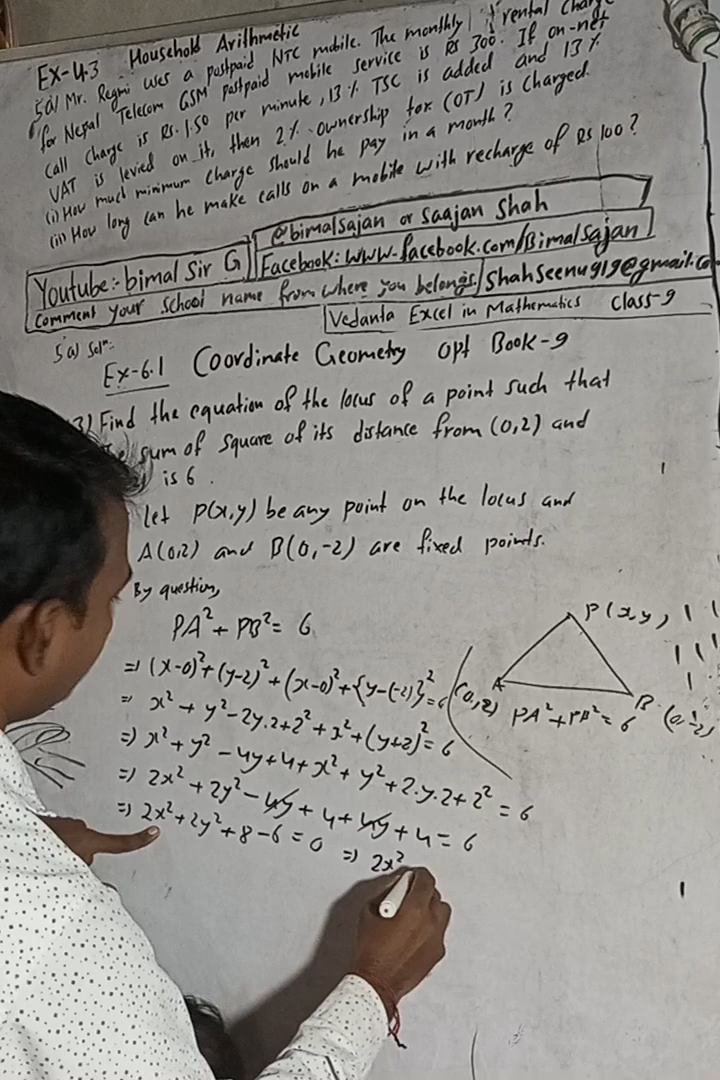 Ex-4.3 Household Arithmetic
5a) Mr. Regmi uses a postpaid NTC mobile. The monthly rental charge
for Nepal Telecom GSM postpaid mobile service is Rs 300. If on-net
call charge is Rs. 1.50 per minute, 13% TSC is added and 13%
VAT is levied on it, then 2% ownership tax (OT) is charged.
(i) How much minimum charge should he pay in a month?
(ii) How long can he make calls on a mobile with recharge of Rs 100?
@bimalsajan or Saajan Shah
Youtube:- bimal Sir G
Facebook: www.facebook.com/BimalSajan
Comment your school name from where you belongs/
Shahseenu919@gmail.co
Vedanta Excel in Mathematics Class-9
5a) Solⁿ:
Ex-6.1 Coordinate Geometry Opt Book-9
3) Find the equation of the locus of a point such that
sum of square of its distance from (0,2) and
is 6.
let P(x,y) be any point on the locus and
A(0,2) and B(0,-2) are fixed points.
By question,
PA²+PB²= 6
⇒ (x-0)²+(y-2)²+(x-0)²+{y-(-2)}²=6
= x²+y²-2y.2+2²+x²+(y+2)²=6
⇒ x²+y²-4y+4+x²+y²+2.y.2+2²=6
⇒ 2x²+2y²-4y+4+4y+4=6
⇒ 2x²+2y²+8-6=0 ⇒ 2x²
P(x,y)
A
(0,2)
B
(0,-2)
PA²+PB²=6